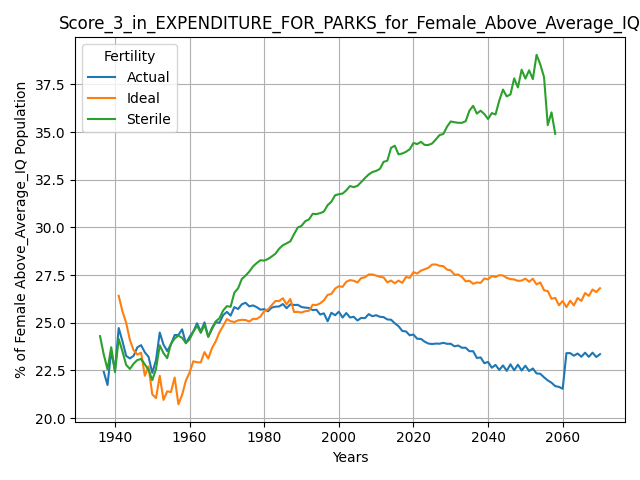 Score_3_in_EXPENDITURE_FOR_PARKS_for_Female_Above_Average_IQ
% of Female Above_Average_IQ Population
37.5
35.0
32.5
30.0
27.5
25.0
22.5
20.0
Fertility
Actual
Ideal
Sterile
1940 1960 1980 2000 2020 2040 2060
Years